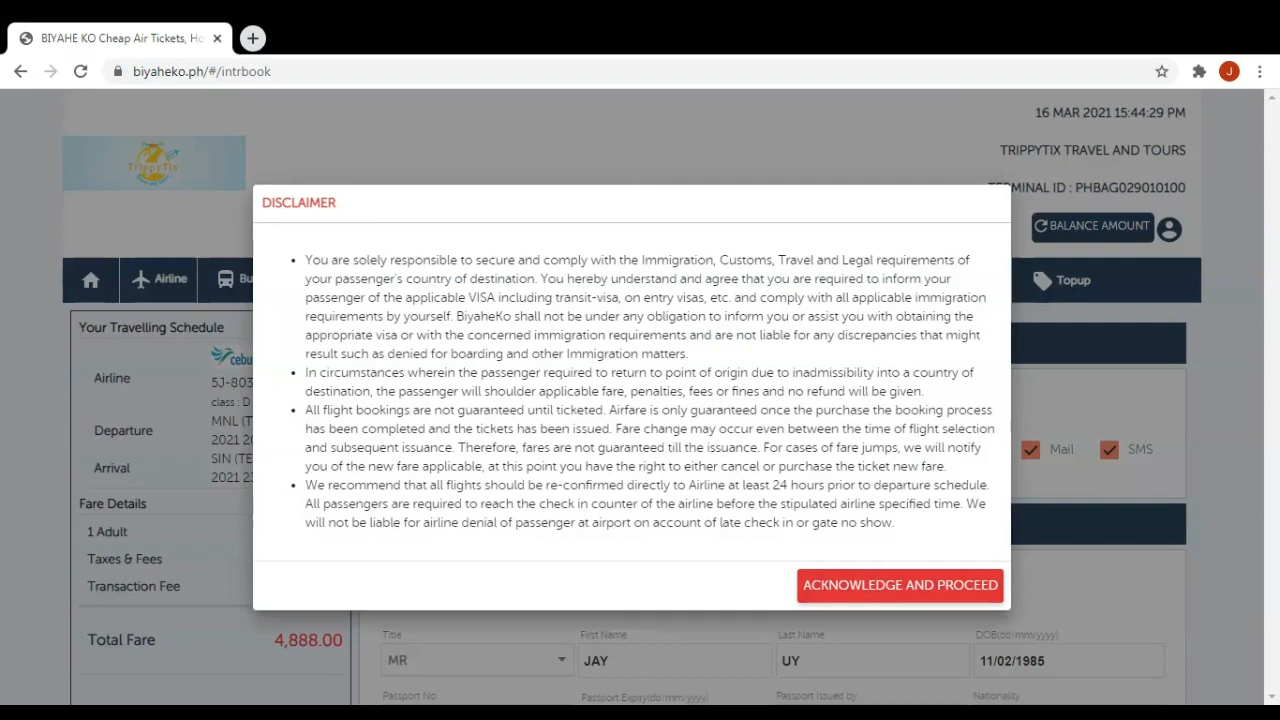 BIYAHE KO Cheap Air Tickets, Ho
biyaheko.ph/#/intrbook
J
16 MAR 2021 15:44:29 PM
TrippyTix
TRIPPYTIX TRAVEL AND TOURS
TERMINAL ID : PHBAG029010100
BALANCE AMOUNT
Airline
Bu
Topup
DISCLAIMER
You are solely responsible to secure and comply with the Immigration, Customs, Travel and Legal requirements of
your passenger's country of destination. You hereby understand and agree that you are required to inform your
passenger of the applicable VISA including transit-visa, on entry visas, etc. and comply with all applicable immigration
requirements by yourself. BiyaheKo shall not be under any obligation to inform you or assist you with obtaining the
appropriate visa or with the concerned immigration requirements and are not liable for any discrepancies that might
result such as denied for boarding and other Immigration matters.
In circumstances wherein the passenger required to return to point of origin due to inadmissibility into a country of
destination, the passenger will shoulder applicable fare, penalties, fees or fines and no refund will be given.
All flight bookings are not guaranteed until ticketed. Airfare is only guaranteed once the purchase the booking process
has been completed and the tickets has been issued. Fare change may occur even between the time of flight selection
and subsequent issuance. Therefore, fares are not guaranteed till the issuance. For cases of fare jumps, we will notify
you of the new fare applicable, at this point you have the right to either cancel or purchase the ticket new fare.
We recommend that all flights should be re-confirmed directly to Airline at least 24 hours prior to departure schedule.
All passengers are required to reach the check in counter of the airline before the stipulated airline specified time. We
will not be liable for airline denial of passenger at airport on account of late check in or gate no show.
ACKNOWLEDGE AND PROCEED
Your Travelling Schedule
cebu
Airline
5J-803
class : D
Departure
MNL (T
2021 20
Arrival
SIN (TE
2021 23
Fare Details
1 Adult
Taxes & Fees
Transaction Fee
Total Fare 4,888.00
Mail SMS
Title First Name Last Name DOB(dd/mm/yyyy)
MR JAY UY 11/02/1985
Passport No. Passport Expiry(dd/mm/yyyy) Passport Issued by Nationality